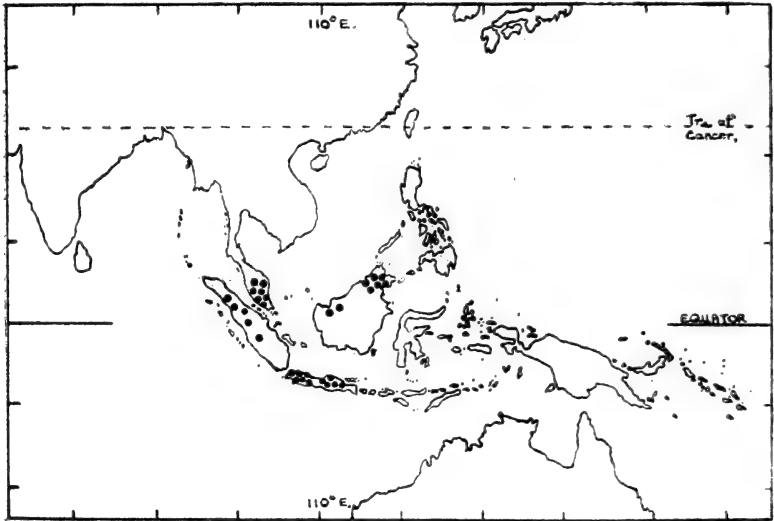 110° E.
Tr. of
Cancer.
EQUATOR
110° E.